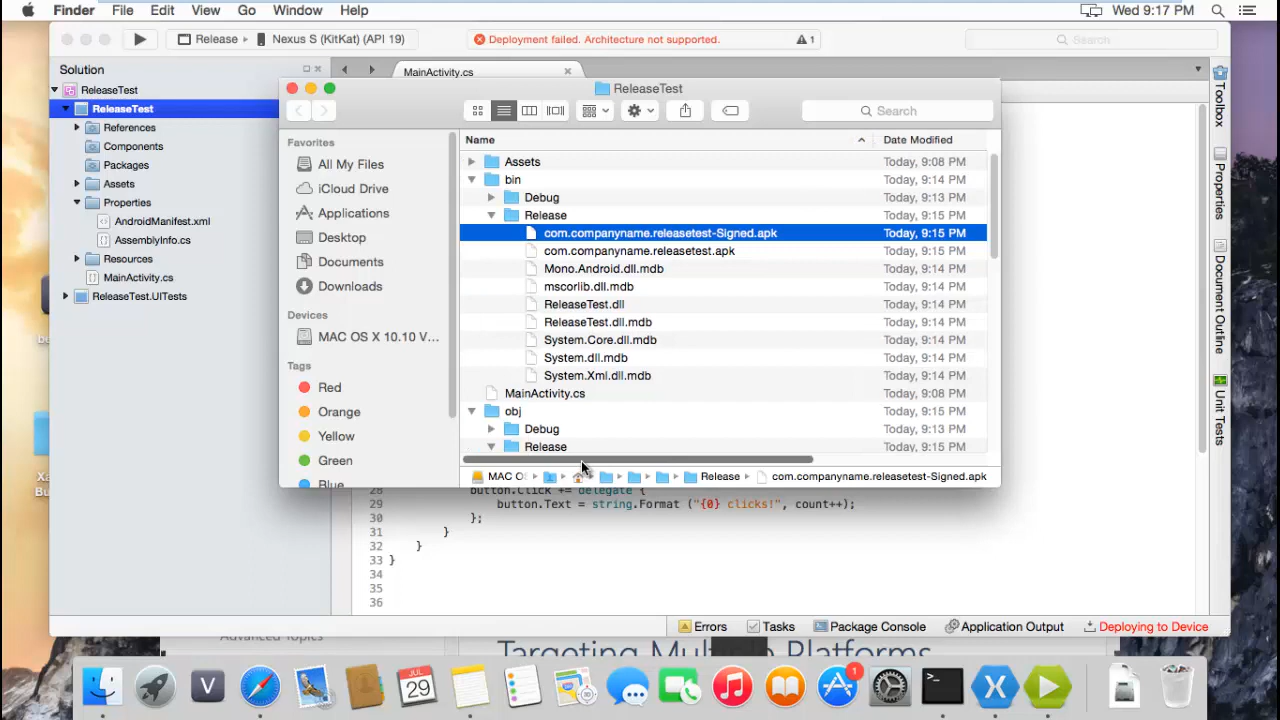 Finder File Edit View Go Window Help Wed 9:17 PM
Release Nexus S (KitKat) (API 19) Deployment failed. Architecture not supported. 1 Search
Solution
MainActivity.cs
ReleaseTest
ReleaseTest
References
Components
Packages
Assets
Properties
AndroidManifest.xml
AssemblyInfo.cs
Resources
MainActivity.cs
ReleaseTest.UITests
ReleaseTest
Search
Favorites
All My Files
iCloud Drive
Applications
Desktop
Documents
Downloads
Devices
MAC OS X 10.10 V...
Tags
Red
Orange
Yellow
Green
Blue
Name Date Modified
Assets Today, 9:08 PM
bin Today, 9:14 PM
Debug Today, 9:13 PM
Release Today, 9:15 PM
com.companyname.releasetest-Signed.apk Today, 9:15 PM
com.companyname.releasetest.apk Today, 9:15 PM
Mono.Android.dll.mdb Today, 9:14 PM
mscorlib.dll.mdb Today, 9:14 PM
ReleaseTest.dll Today, 9:14 PM
ReleaseTest.dll.mdb Today, 9:14 PM
System.Core.dll.mdb Today, 9:14 PM
System.dll.mdb Today, 9:14 PM
System.Xml.dll.mdb Today, 9:14 PM
MainActivity.cs Today, 9:08 PM
obj Today, 9:15 PM
Debug Today, 9:13 PM
Release Today, 9:15 PM
MAC Release com.companyname.releasetest-Signed.apk
Toolbox
Properties
Document Outline
Unit Tests
28 button.Click += delegate {
29 button.Text = string.Format ("{0} clicks!", count++);
30 };
31 }
32 }
33 }
34
35
36
Errors Tasks Package Console Application Output Deploying to Device
Advanced Topics
Targeting Multiple Platforms
V
JUL
29
1